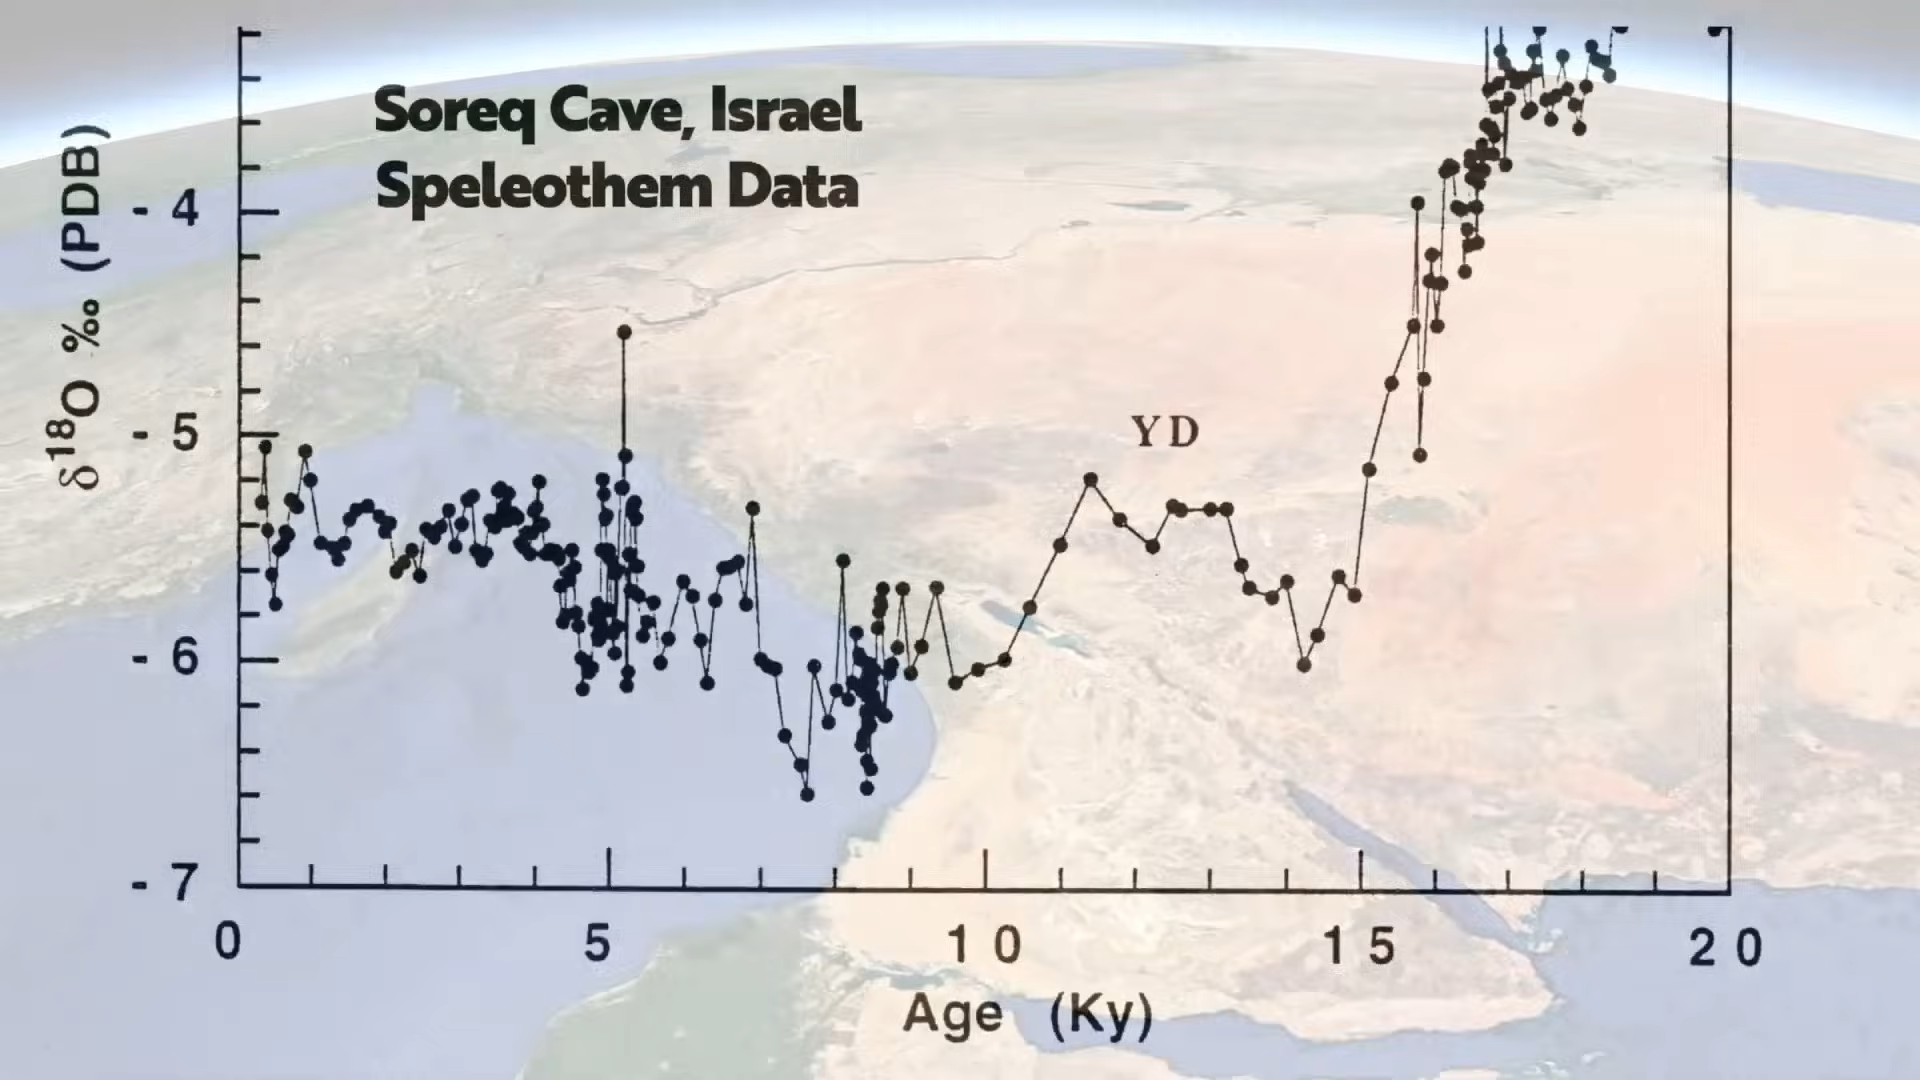 Soreq Cave, Israel
Speleothem Data
δ¹⁸O ‰ (PDB)
- 4
- 5
- 6
- 7
YD
0 5 10 15 20
Age (Ky)